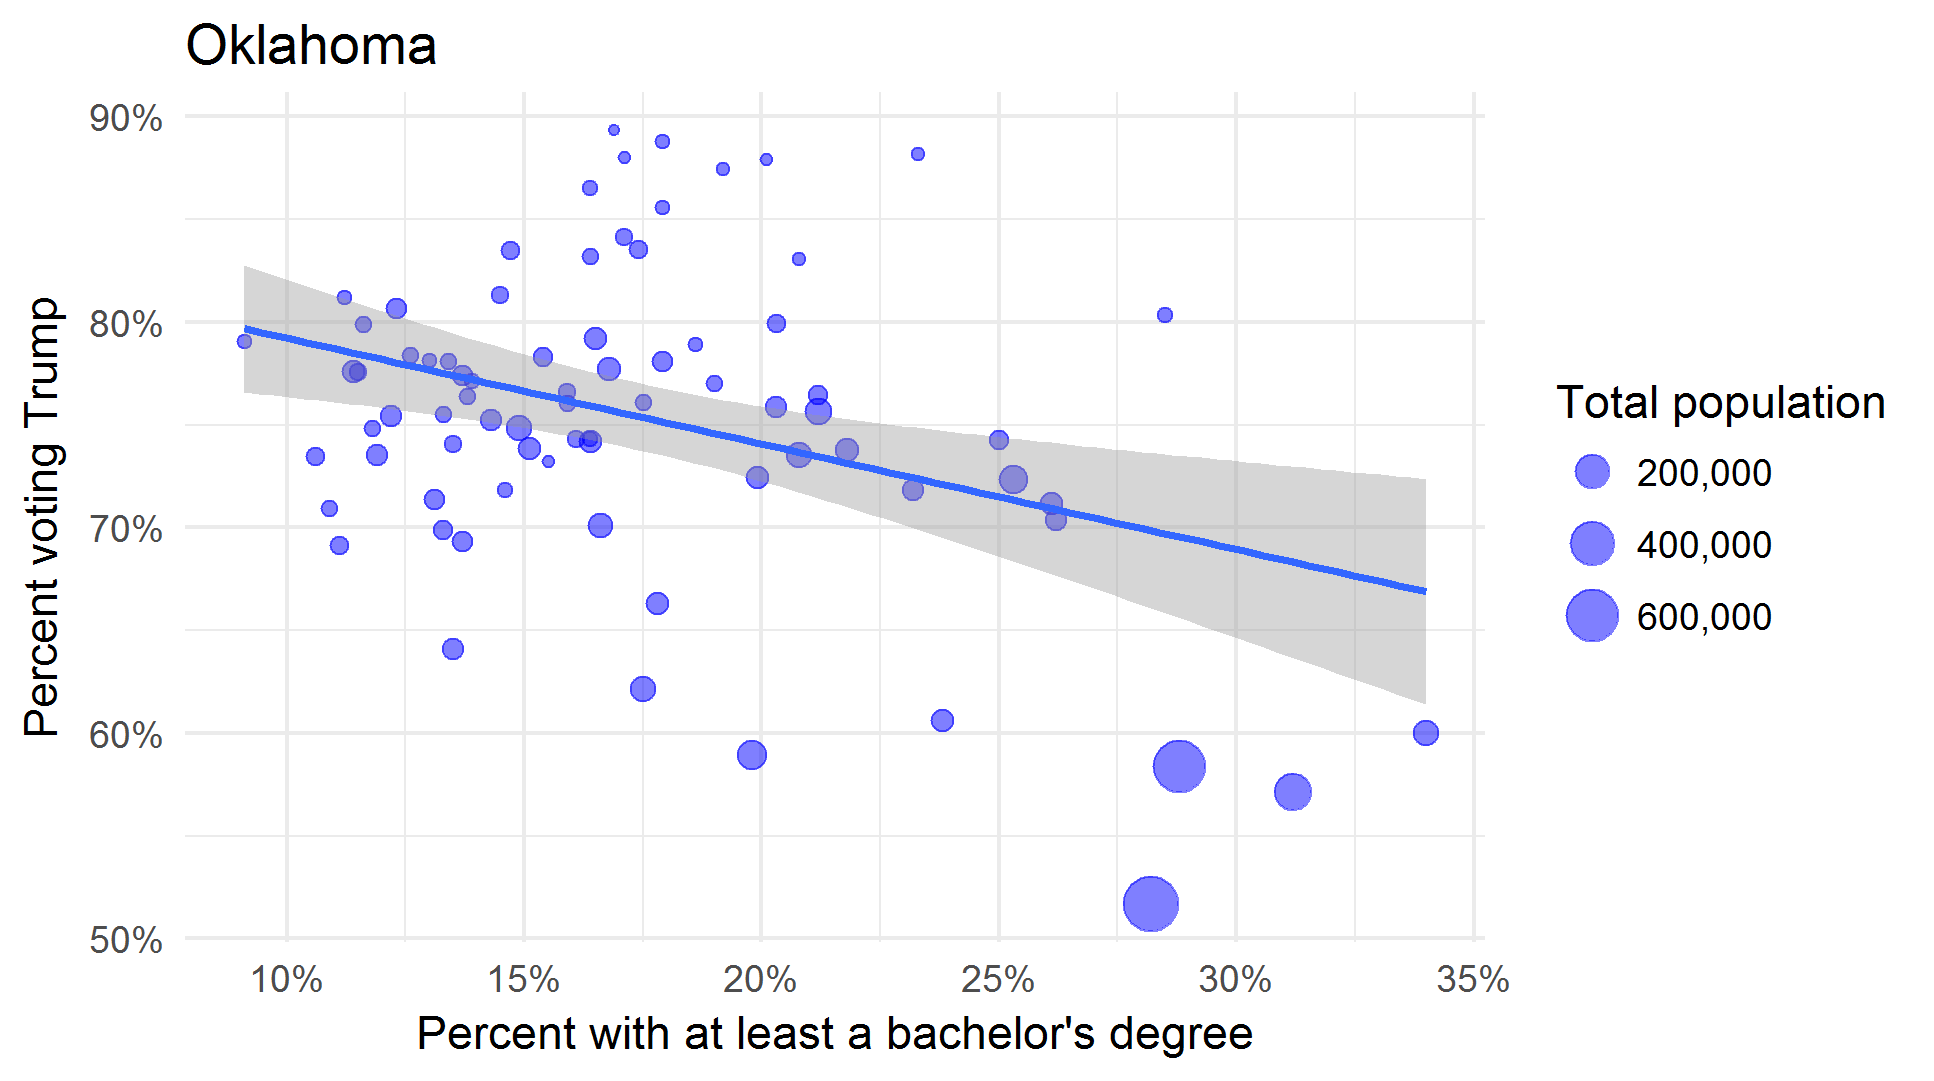 Oklahoma
90%
80%
70%
60%
50%
Percent voting Trump
10% 15% 20% 25% 30% 35%
Percent with at least a bachelor's degree
Total population
200,000
400,000
600,000